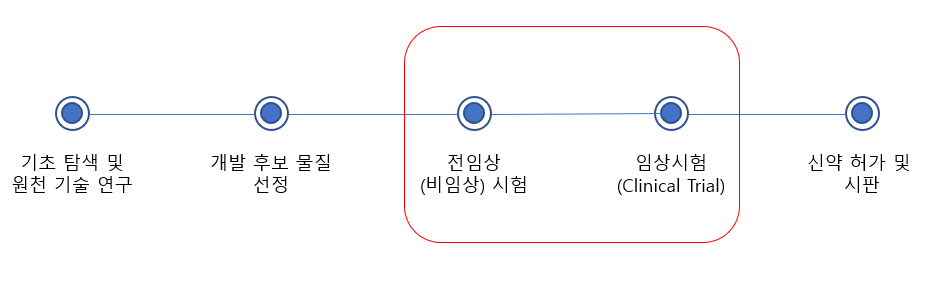 기초 탐색 및
원천 기술 연구
개발 후보 물질
선정
전임상
(비임상) 시험
임상시험
(Clinical Trial)
신약 허가 및
시판